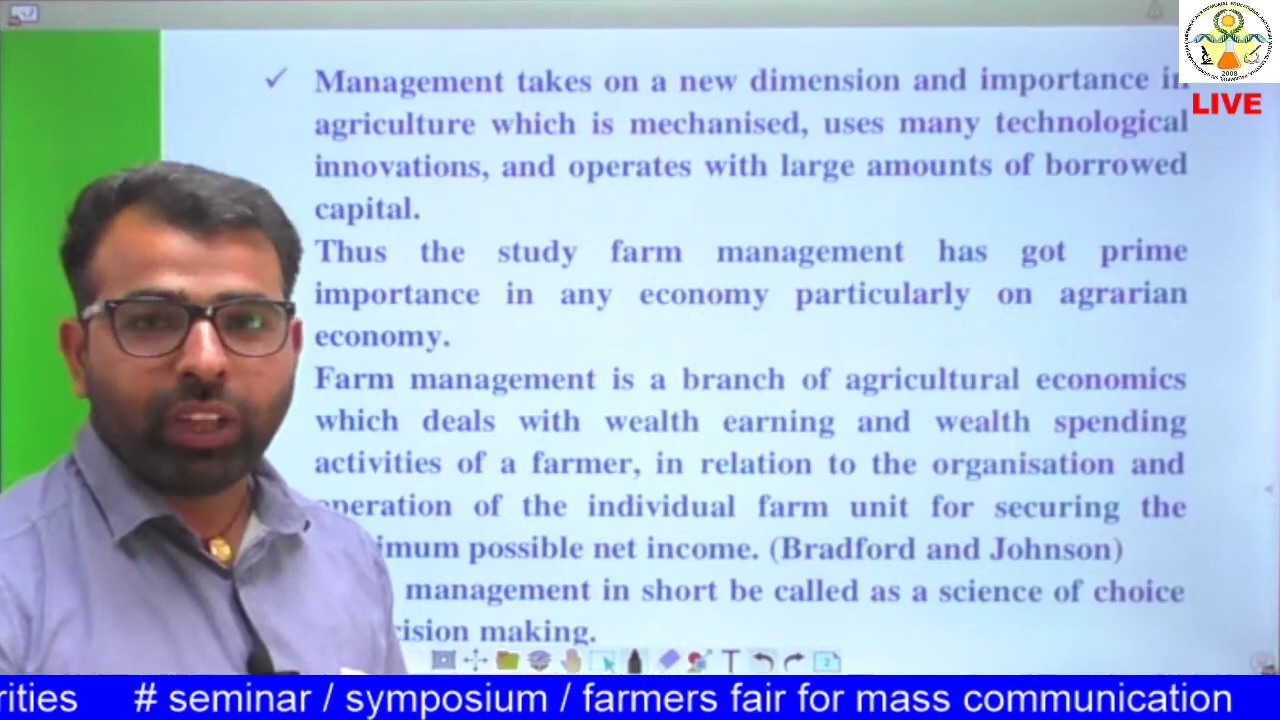 Management takes on a new dimension and importance in
agriculture which is mechanised, uses many technological
innovations, and operates with large amounts of borrowed
capital.
Thus the study farm management has got prime
importance in any economy particularly on agrarian
economy.
Farm management is a branch of agricultural economics
which deals with wealth earning and wealth spending
activities of a farmer, in relation to the organisation and
operation of the individual farm unit for securing the
imum possible net income. (Bradford and Johnson)
management in short be called as a science of choice
cision making.
2008
LIVE
rities # seminar / symposium / farmers fair for mass communication